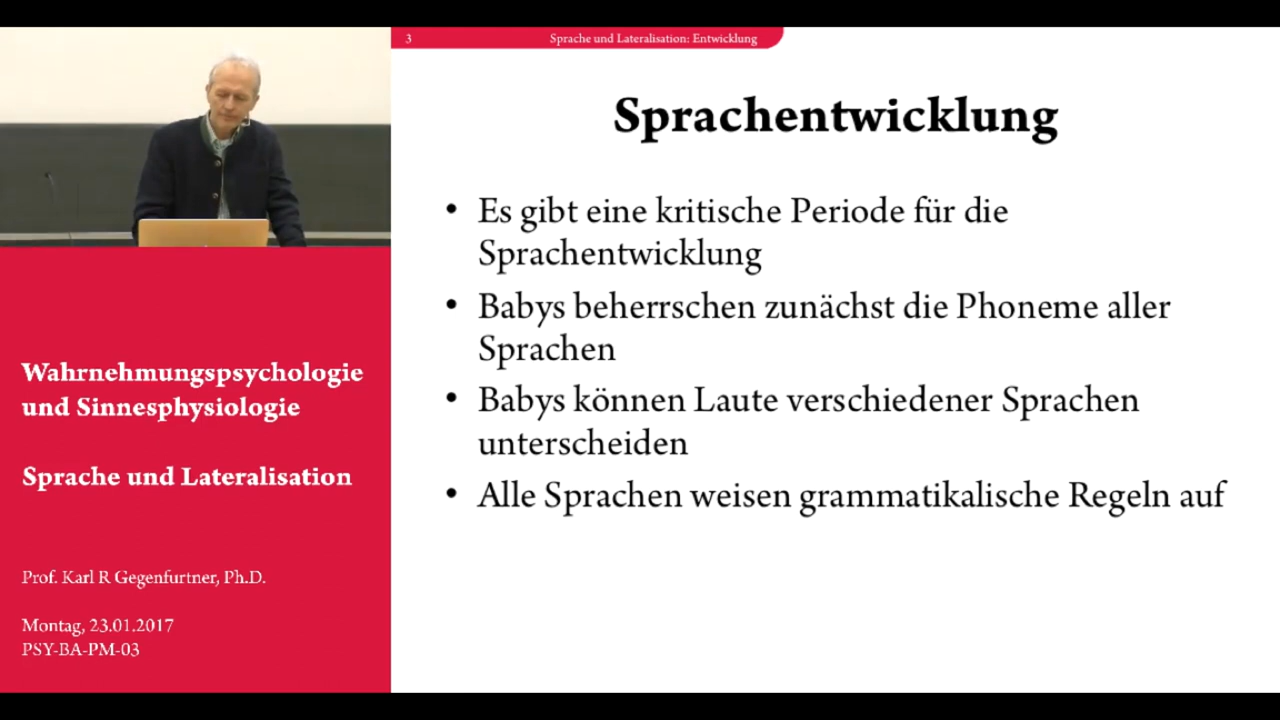 3
Sprache und Lateralisation: Entwicklung
Sprachentwicklung
• Es gibt eine kritische Periode für die
Sprachentwicklung
• Babys beherrschen zunächst die Phoneme aller
Sprachen
• Babys können Laute verschiedener Sprachen
unterscheiden
• Alle Sprachen weisen grammatikalische Regeln auf
Wahrnehmungspsychologie
und Sinnesphysiologie
Sprache und Lateralisation
Prof. Karl R Gegenfurtner, Ph.D.
Montag, 23.01.2017
PSY-BA-PM-03